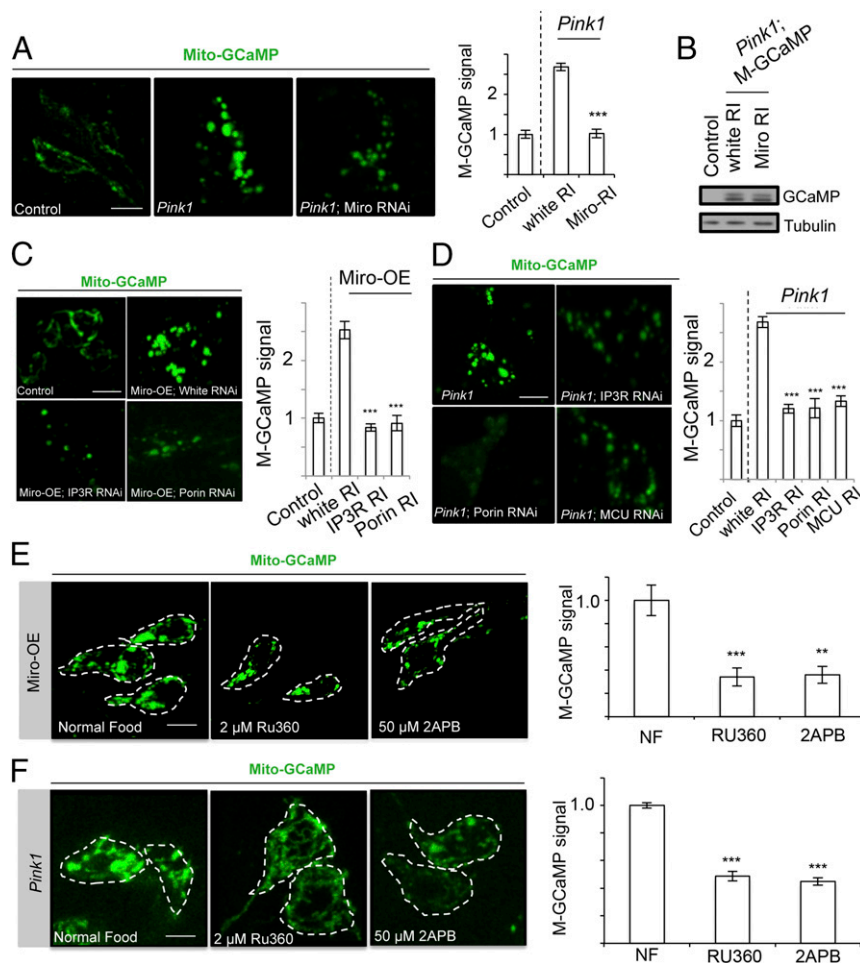 A
Mito-GCaMP
Control
Pink1
Pink1; Miro RNAi
Pink1
M-GCaMP signal
2
1
***
Control
white RI
Miro-RI
B
Pink1;
M-GCaMP
Control
white RI
Miro RI
GCaMP
Tubulin
C
Mito-GCaMP
Control
Miro-OE; White RNAi
Miro-OE; IP3R RNAi
Miro-OE; Porin RNAi
Miro-OE
M-GCaMP signal
2
1
***
***
Control
white RI
IP3R RI
Porin RI
D
Mito-GCaMP
Pink1
Pink1; IP3R RNAi
Pink1; Porin RNAi
Pink1; MCU RNAi
Pink1
M-GCaMP signal
2
1
***
***
***
Control
white RI
IP3R RI
Porin RI
MCU RI
E
Mito-GCaMP
Miro-OE
Normal Food
2 µM Ru360
50 µM 2APB
M-GCaMP signal
1.0
***
**
NF
RU360
2APB
F
Mito-GCaMP
Pink1
Normal Food
2 µM Ru360
50 µM 2APB
M-GCaMP signal
1.0
***
***
NF
RU360
2APB